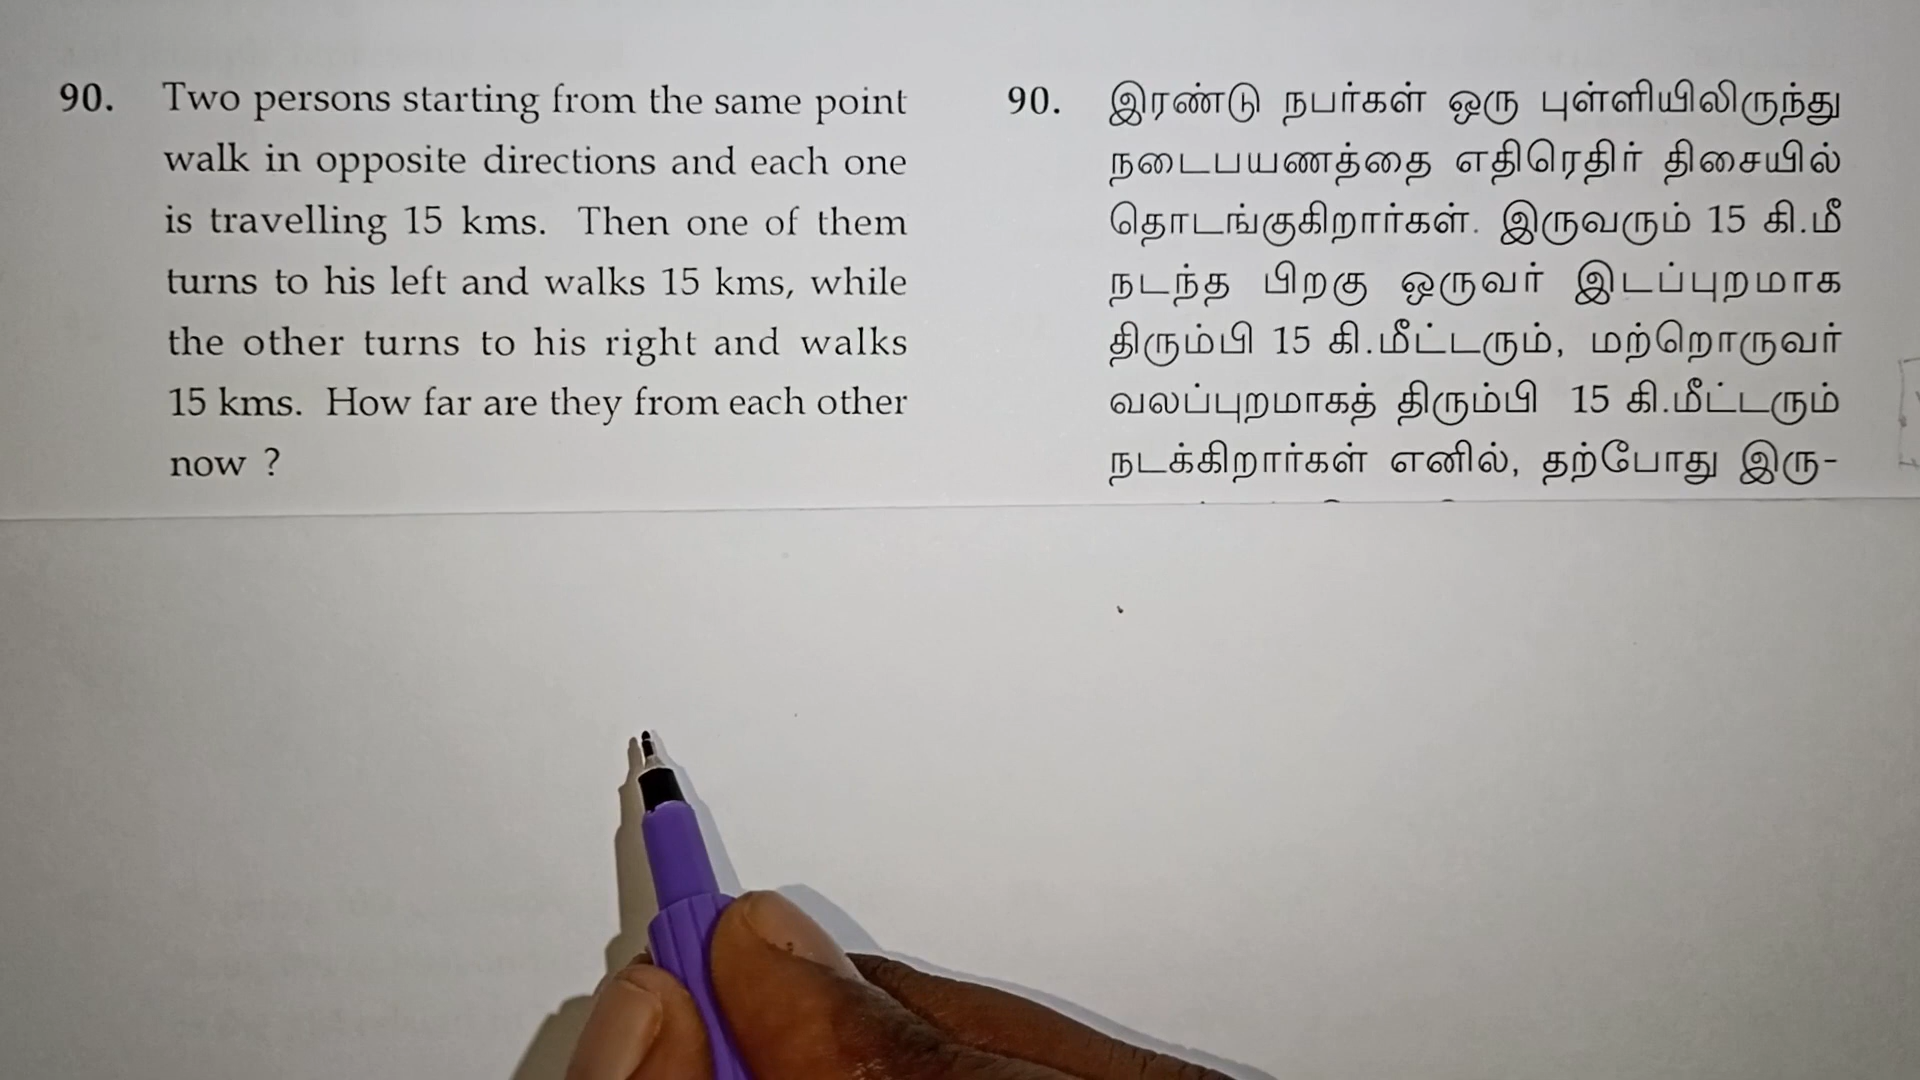 90. Two persons starting from the same point
walk in opposite directions and each one
is travelling 15 kms. Then one of them
turns to his left and walks 15 kms, while
the other turns to his right and walks
15 kms. How far are they from each other
now ?
90. இரண்டு நபர்கள் ஒரு புள்ளியிலிருந்து
நடைபயணத்தை எதிரெதிர் திசையில்
தொடங்குகிறார்கள். இருவரும் 15 கி.மீ
நடந்த பிறகு ஒருவர் இடப்புறமாக
திரும்பி 15 கி.மீட்டரும், மற்றொருவர்
வலப்புறமாகத் திரும்பி 15 கி.மீட்டரும்
நடக்கிறார்கள் எனில், தற்போது இரு-